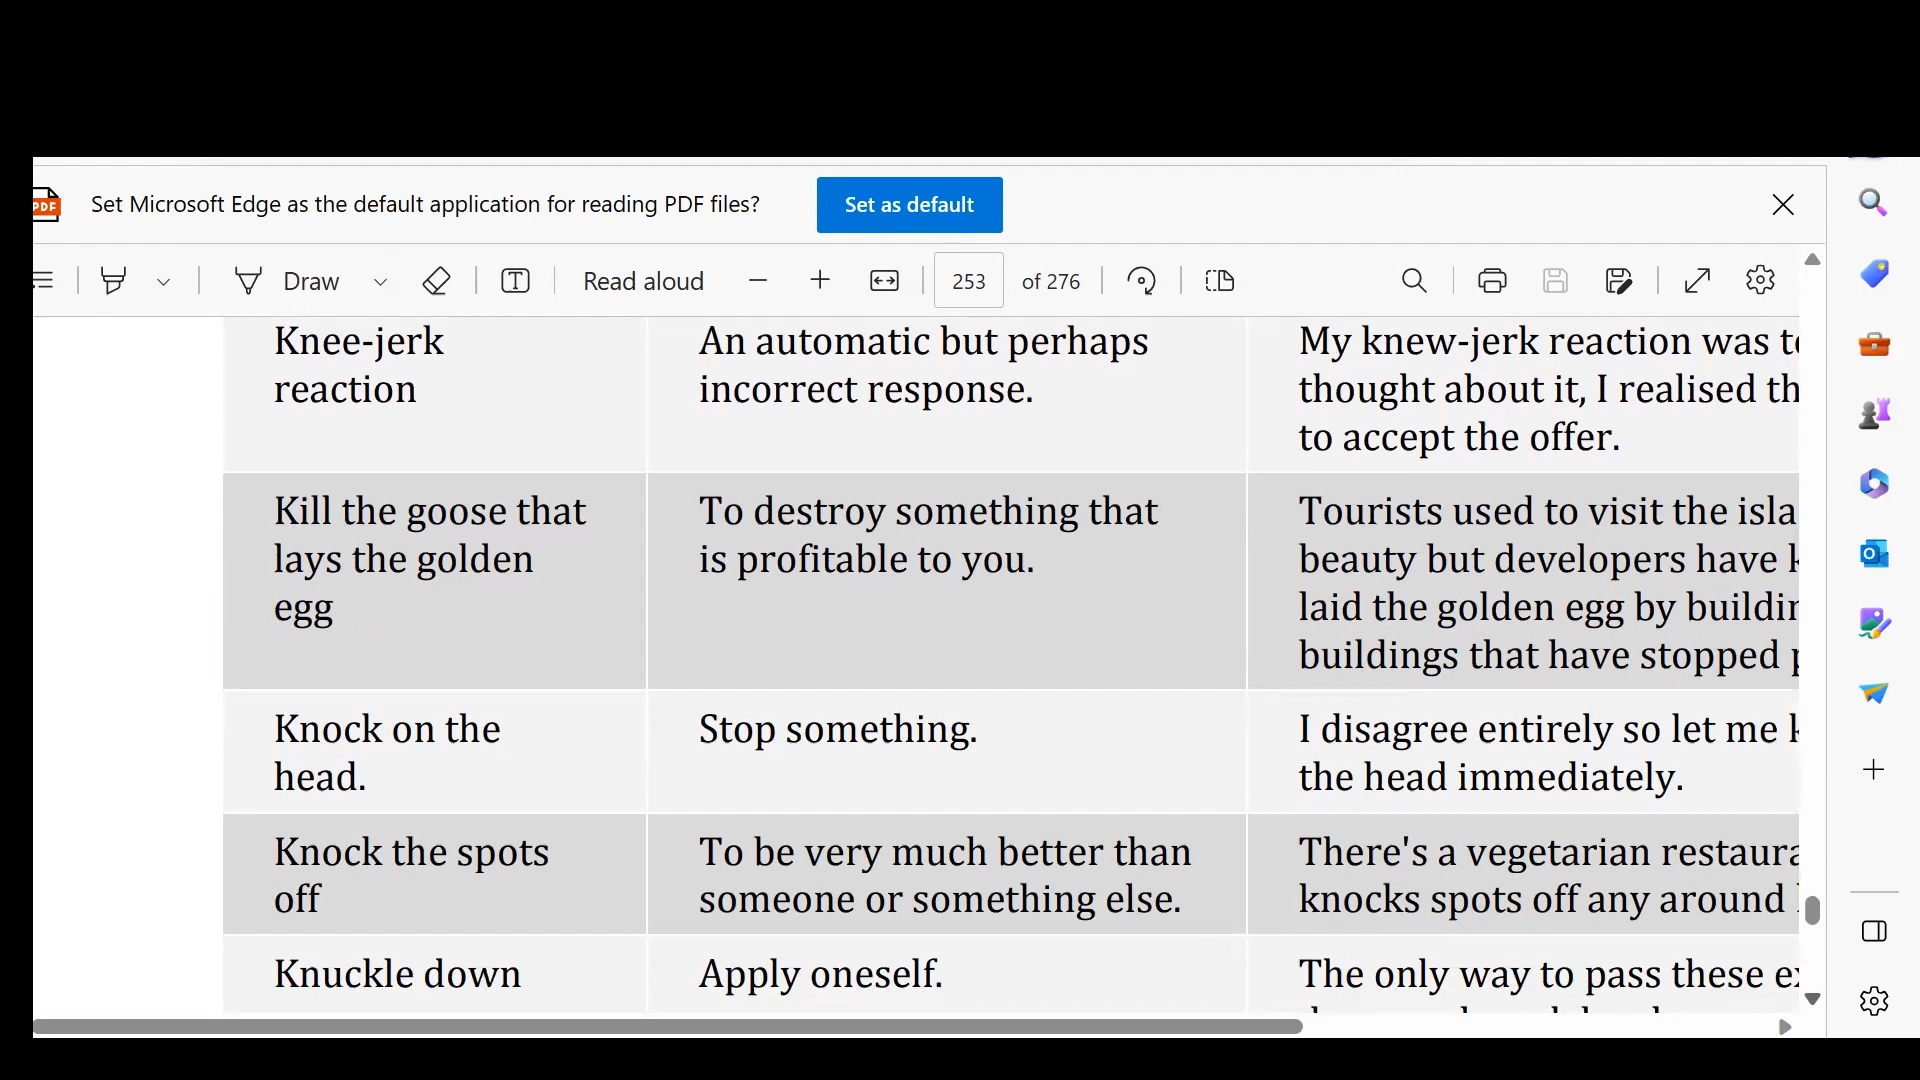 PDF
Set Microsoft Edge as the default application for reading PDF files?
Set as default
Draw
T
Read aloud
253
of 276
Knee-jerk
reaction
An automatic but perhaps
incorrect response.
My knew-jerk reaction was
thought about it, I realised
to accept the offer.
Kill the goose that
lays the golden
egg
To destroy something that
is profitable to you.
Tourists used to visit the
beauty but developers have
laid the golden egg by
buildings that have stopped
Knock on the
head.
Stop something.
I disagree entirely so let me
the head immediately.
Knock the spots
off
To be very much better than
someone or something else.
There's a vegetarian
knocks spots off any around
Knuckle down
Apply oneself.
The only way to pass these